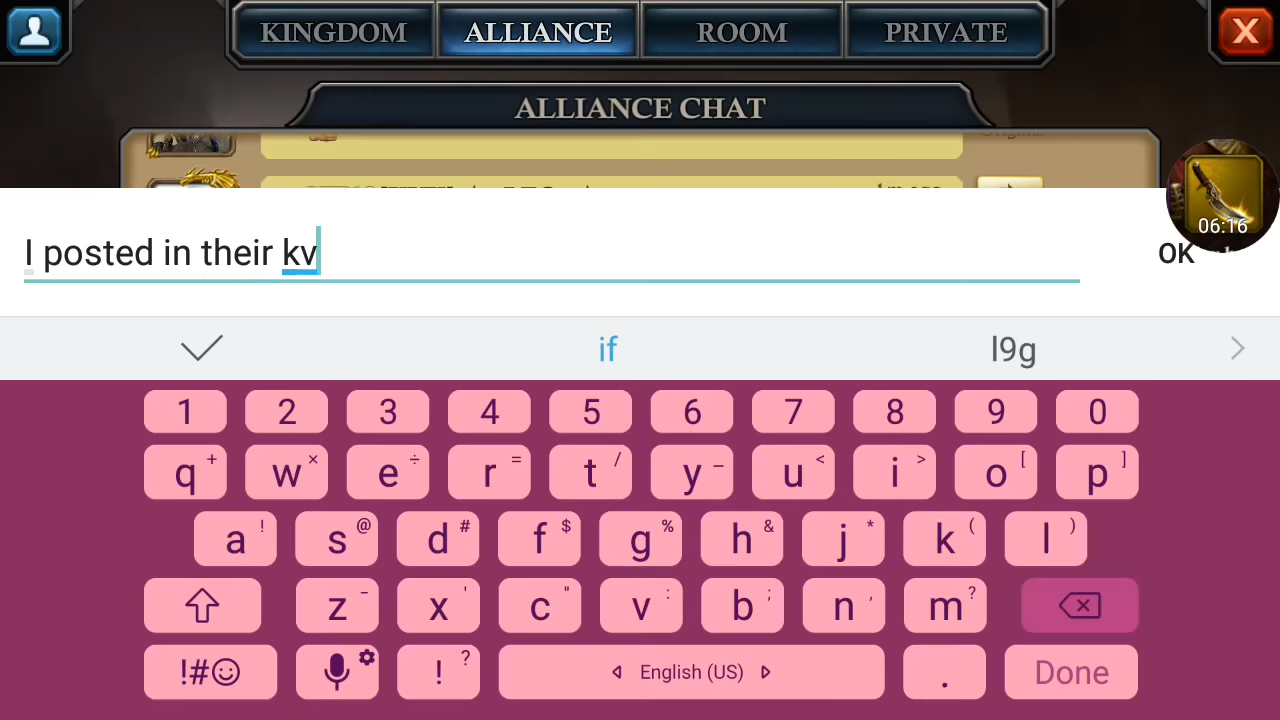 KINGDOM ALLIANCE ROOM PRIVATE X
ALLIANCE CHAT
I posted in their kv
06:16
OK
if l9g
1 2 3 4 5 6 7 8 9 0
q + w × e ÷ r = t / y – u < i > o [ p ]
a ! s @ d # f $ g % h & j * k ( l )
z – x ' c " v : b ; n , m ?
!#☺ ! ? English (US) . Done